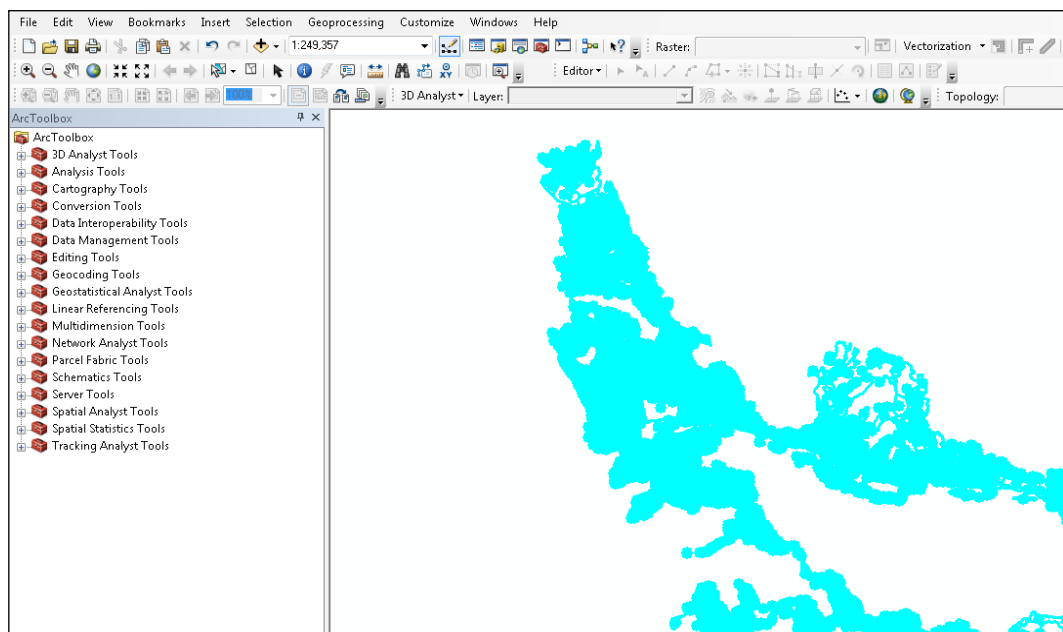 File Edit View Bookmarks Insert Selection Geoprocessing Customize Windows Help
1:249,357 Raster: Vectorization
Editor
100% 3D Analyst Layer: Topology:
ArcToolbox
ArcToolbox
3D Analyst Tools
Analysis Tools
Cartography Tools
Conversion Tools
Data Interoperability Tools
Data Management Tools
Editing Tools
Geocoding Tools
Geostatistical Analyst Tools
Linear Referencing Tools
Multidimension Tools
Network Analyst Tools
Parcel Fabric Tools
Schematics Tools
Server Tools
Spatial Analyst Tools
Spatial Statistics Tools
Tracking Analyst Tools